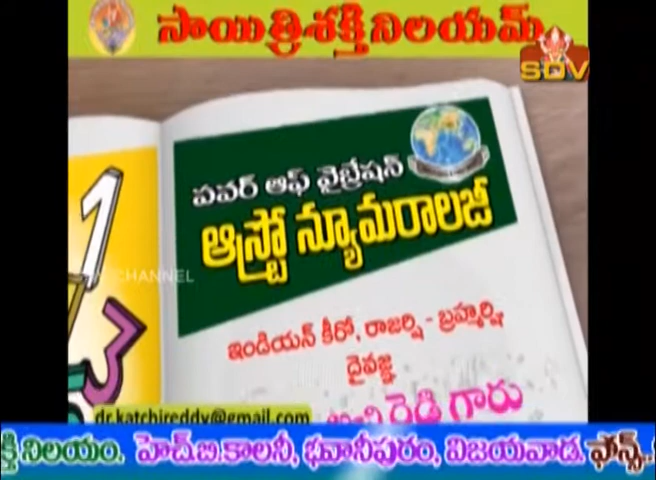 సాయిత్రిశక్తినిలయమ్
SDV
పవర్ ఆఫ్ వైబ్రేషన్
ఆస్ట్రో న్యూమరాలజీ
CHANNEL
ఇండియన్ కీరో, రాజర్షి - బ్రహ్మర్షి
దైవజ్ఞ
రెడ్డి గారు
dr.katchireddy@gmail.com
నిలయం. హెచ్.బి.కాలనీ, భవానీపురం, విజయవాడ. ఫోన్స్.